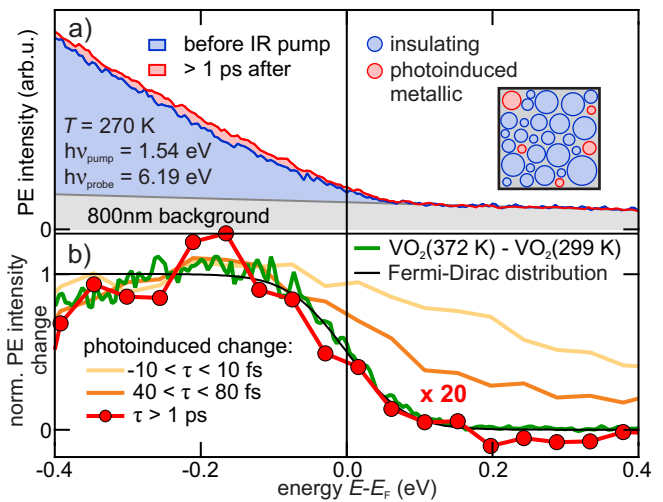 a)
before IR pump
> 1 ps after
insulating
photoinduced
metallic
T = 270 K
hνpump = 1.54 eV
hνprobe = 6.19 eV
800nm background
PE intensity (arb.u.)
0
b)
VO2(372 K) - VO2(299 K)
Fermi-Dirac distribution
photoinduced change:
-10 < τ < 10 fs
40 < τ < 80 fs
τ > 1 ps
x 20
norm. PE intensity
change
1
0
-0.4 -0.2 0.0 0.2 0.4
energy E-EF (eV)